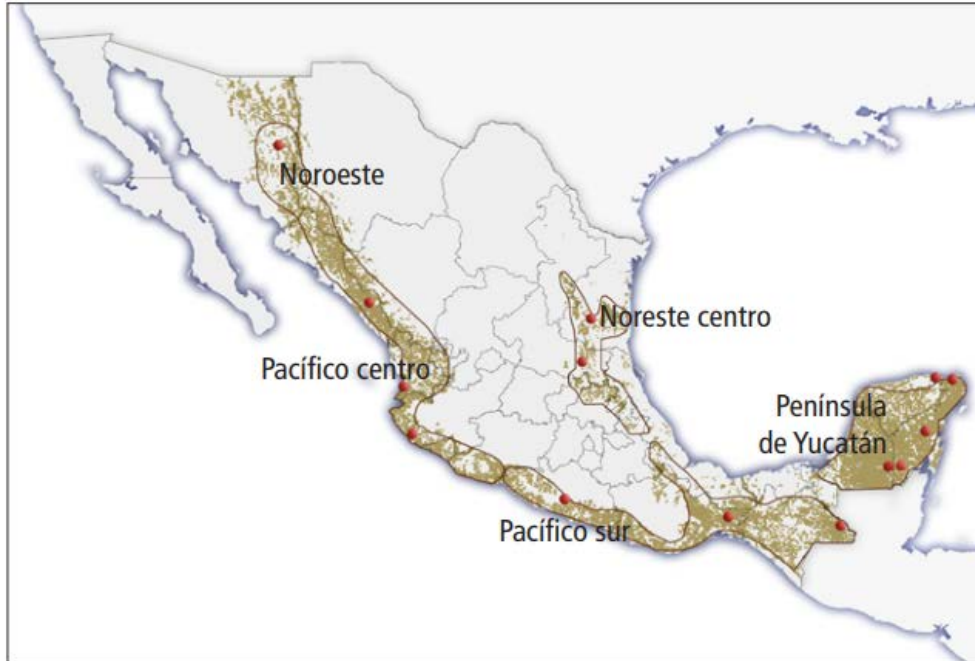 Noroeste
Noreste centro
Pacífico centro
Península
de Yucatán
Pacífico sur